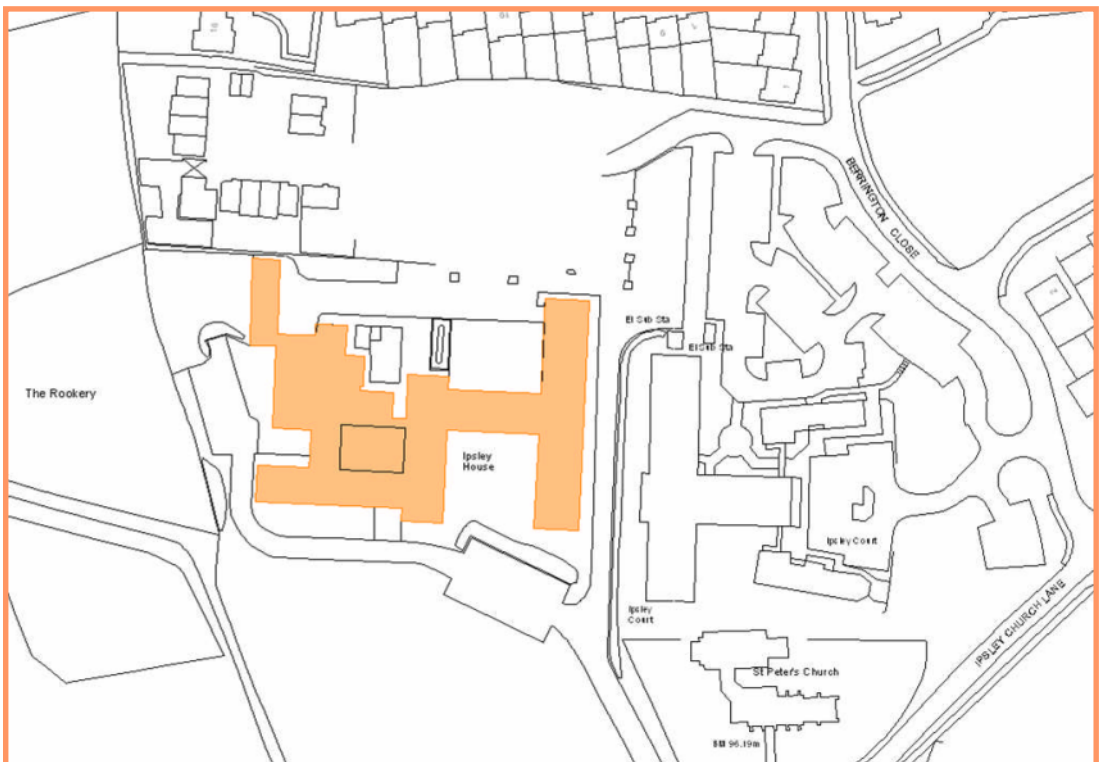 BERRINGTON CLOSE
El Sub Sta
El Sub Sta
The Rookery
Ipsley
House
Ipsley Court
Ipsley
Court
IPSLEY CHURCH LANE
St Peter's Church
BM 96.19m